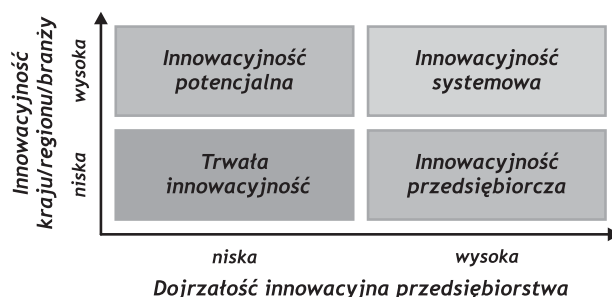 Innowacyjność
kraju/regionu/branży
wysoka
niska
Innowacyjność
potencjalna
Innowacyjność
systemowa
Trwała
innowacyjność
Innowacyjność
przedsiębiorcza
niska
wysoka
Dojrzałość innowacyjna przedsiębiorstwa